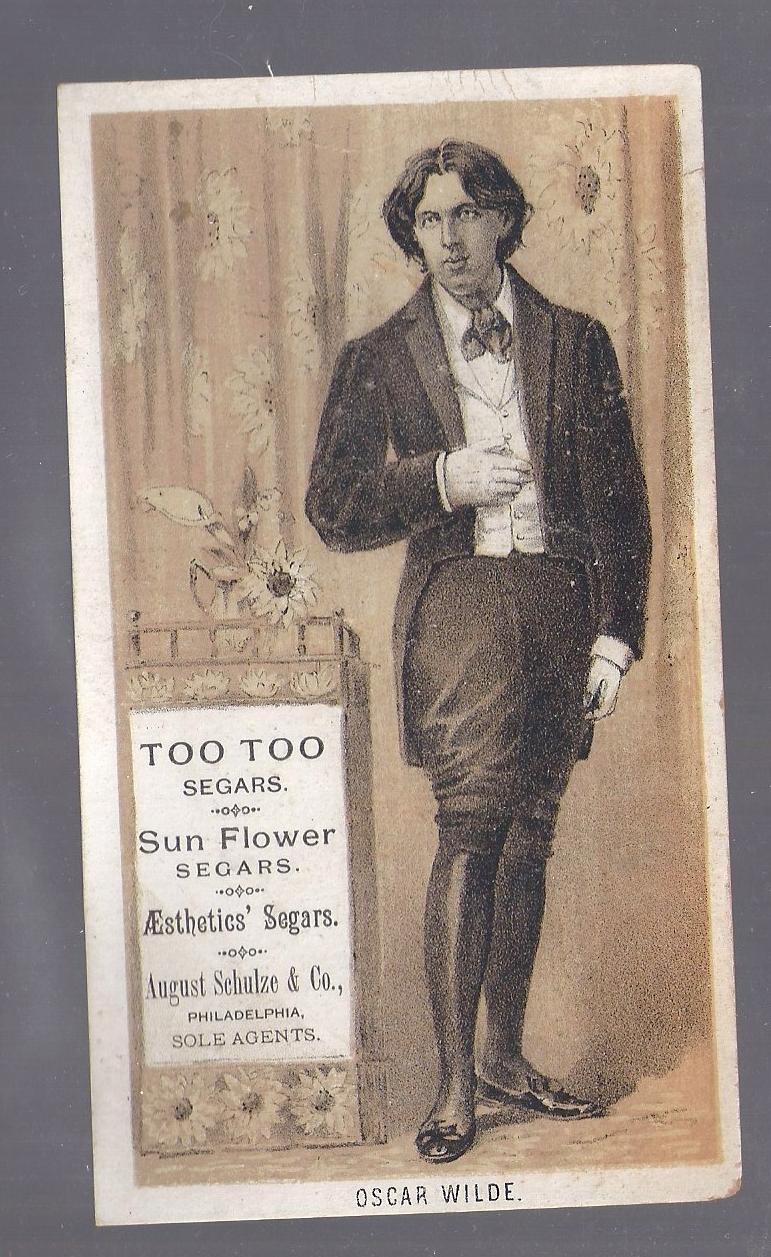 TOO TOO
SEGARS.
Sun Flower
SEGARS.
Æsthetics' Segars.
August Schulze & Co.,
PHILADELPHIA,
SOLE AGENTS.
OSCAR WILDE.